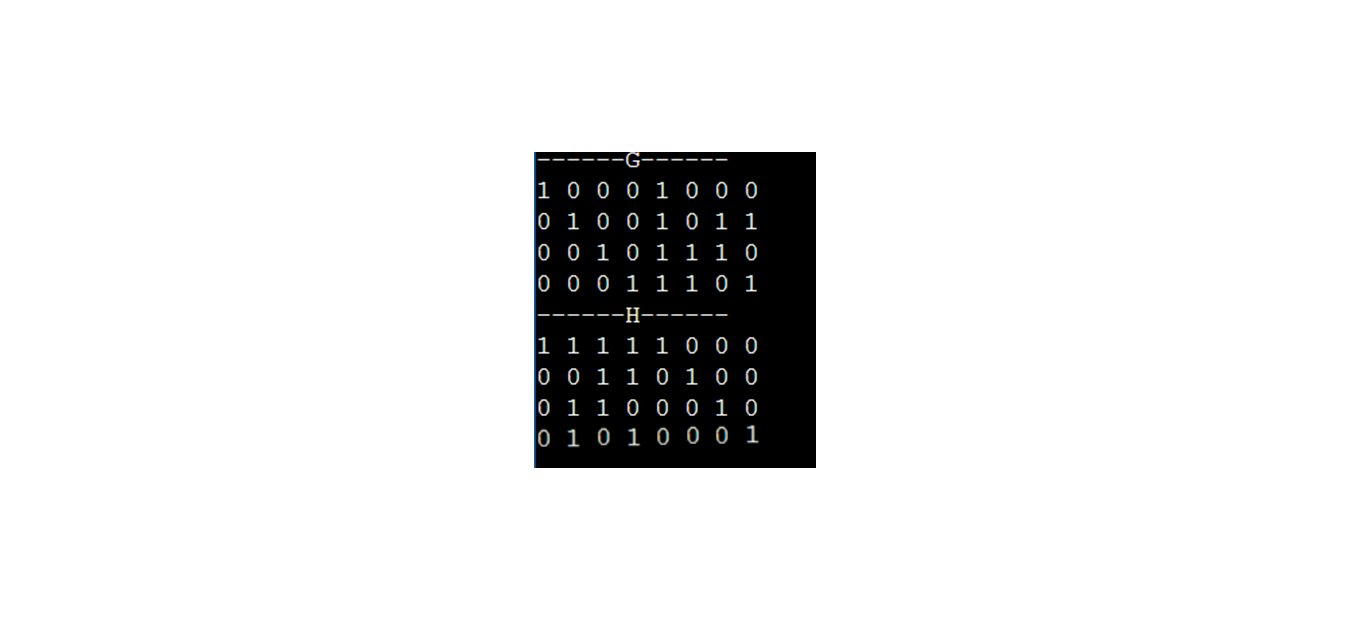 ------G------
1 0 0 0 1 0 0 0
0 1 0 0 1 0 1 1
0 0 1 0 1 1 1 0
0 0 0 1 1 1 0 1
------H------
1 1 1 1 1 0 0 0
0 0 1 1 0 1 0 0
0 1 1 0 0 0 1 0
0 1 0 1 0 0 0 1